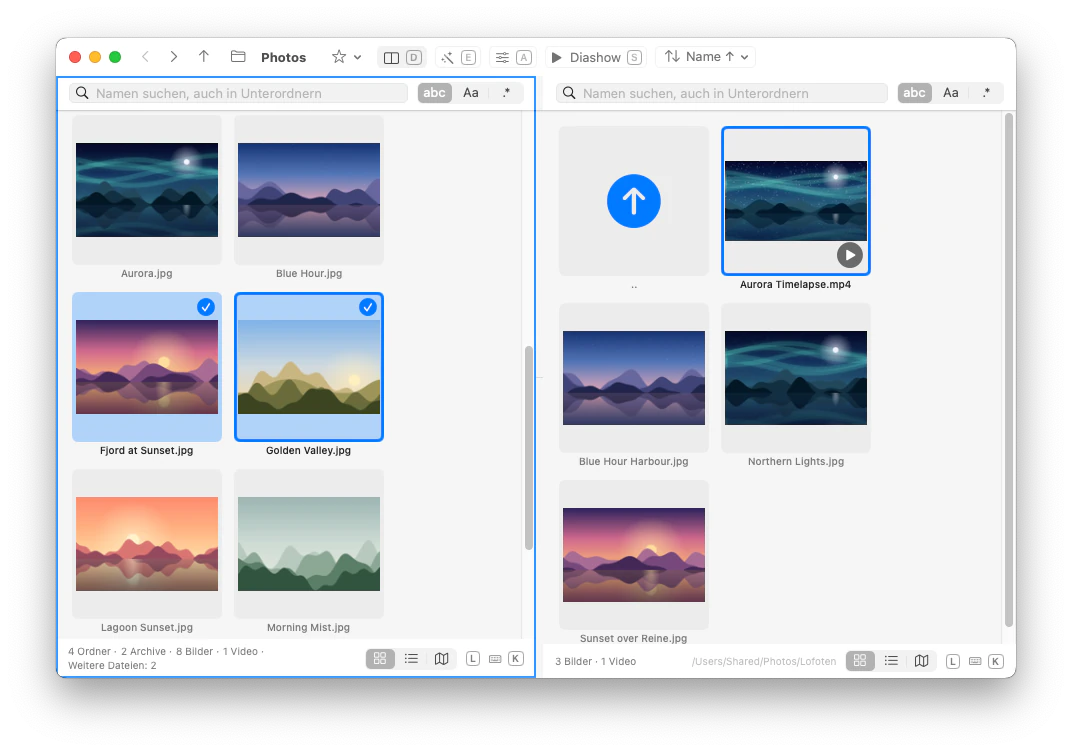 Photos
D
E
A
Diashow S
Name
Namen suchen, auch in Unterordnern
abc Aa .*
Namen suchen, auch in Unterordnern
abc Aa .*
Aurora.jpg
Blue Hour.jpg
Fjord at Sunset.jpg
Golden Valley.jpg
Lagoon Sunset.jpg
Morning Mist.jpg
4 Ordner · 2 Archive · 8 Bilder · 1 Video ·
Weitere Dateien: 2
L
K
..
Aurora Timelapse.mp4
Blue Hour Harbour.jpg
Northern Lights.jpg
Sunset over Reine.jpg
3 Bilder · 1 Video
/Users/Shared/Photos/Lofoten
L
K